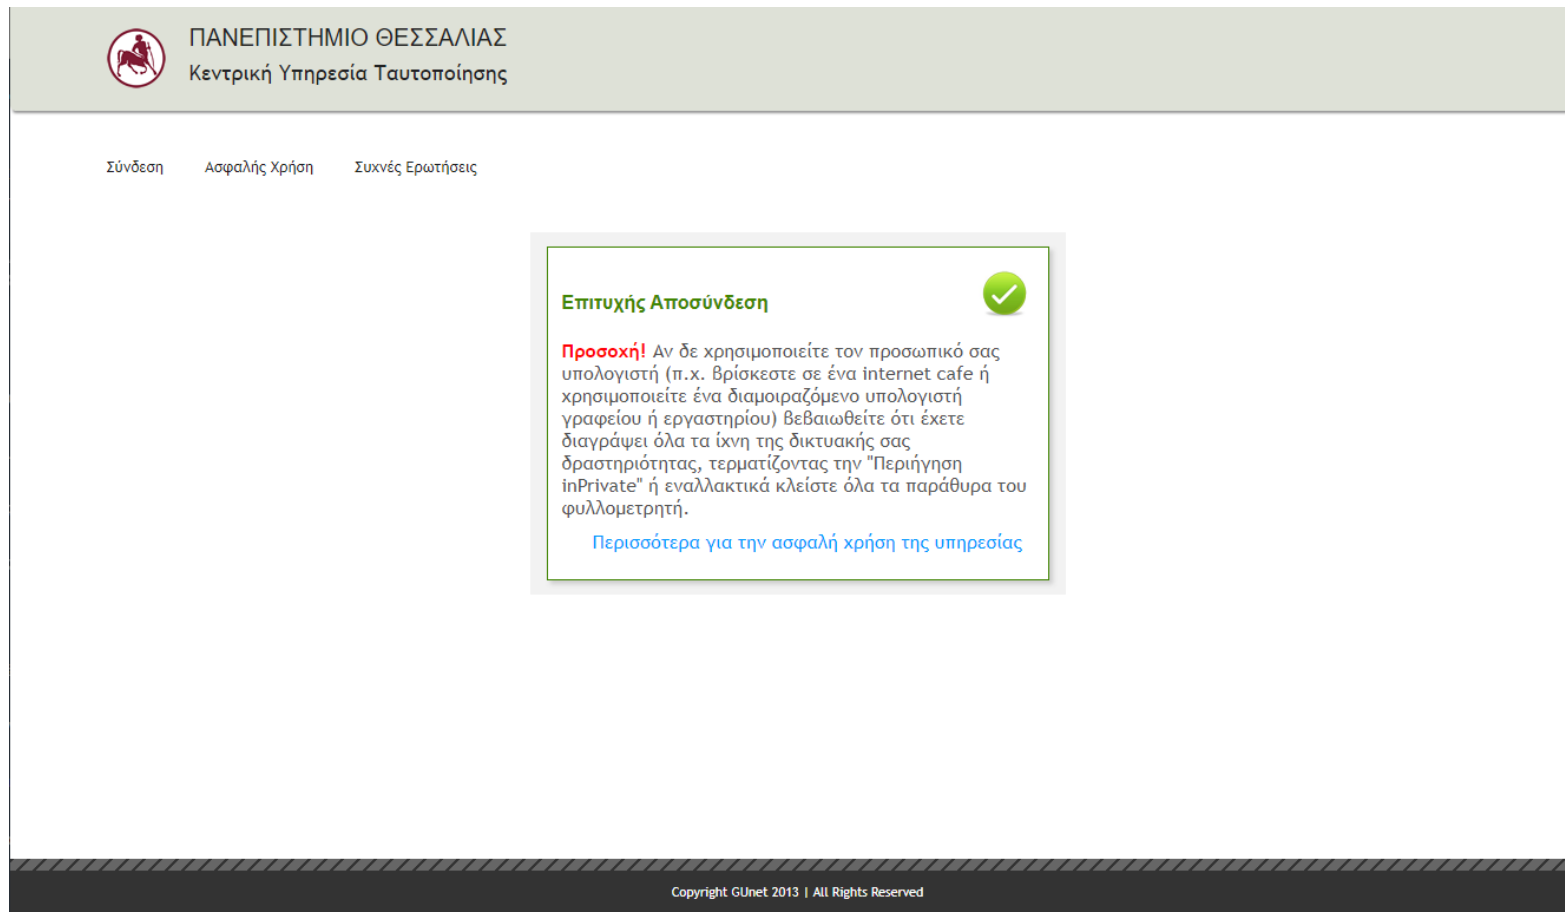 ΠΑΝΕΠΙΣΤΗΜΙΟ ΘΕΣΣΑΛΙΑΣ
Κεντρική Υπηρεσία Ταυτοποίησης
Σύνδεση Ασφαλής Χρήση Συχνές Ερωτήσεις
Επιτυχής Αποσύνδεση
Προσοχή! Αν δε χρησιμοποιείτε τον προσωπικό σας
υπολογιστή (π.χ. βρίσκεστε σε ένα internet cafe ή
χρησιμοποιείτε ένα διαμοιραζόμενο υπολογιστή
γραφείου ή εργαστηρίου) βεβαιωθείτε ότι έχετε
διαγράψει όλα τα ίχνη της δικτυακής σας
δραστηριότητας, τερματίζοντας την "Περιήγηση
inPrivate" ή εναλλακτικά κλείστε όλα τα παράθυρα του
φυλλομετρητή.
Περισσότερα για την ασφαλή χρήση της υπηρεσίας
Copyright GUnet 2013 | All Rights Reserved